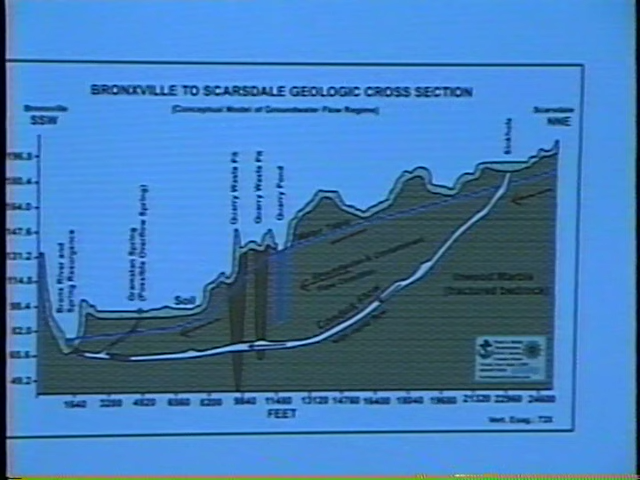 BRONXVILLE TO SCARSDALE GEOLOGIC CROSS SECTION
(Conceptual Model of Groundwater Flow Regime)
Bronxville
SSW
Scarsdale
NNE
Sinkhole
Quarry Waste Pit
Quarry Waste Pit
Quarry Pond
Bronx River and
Spring Resurgence
Gramatan Spring
(Possible Overflow Spring)
196.8
180.4
164.0
147.6
131.2
114.8
98.4
82.0
65.6
49.2
Soil
Water Table
Conduit Flow
Inwood Marble
(fractured bedrock)
1640 3280 4920 6560 8200 9840 11480 13120 14760 16400 18040 19680 21320 22960 24600
FEET
Vert. Exag.: 72X